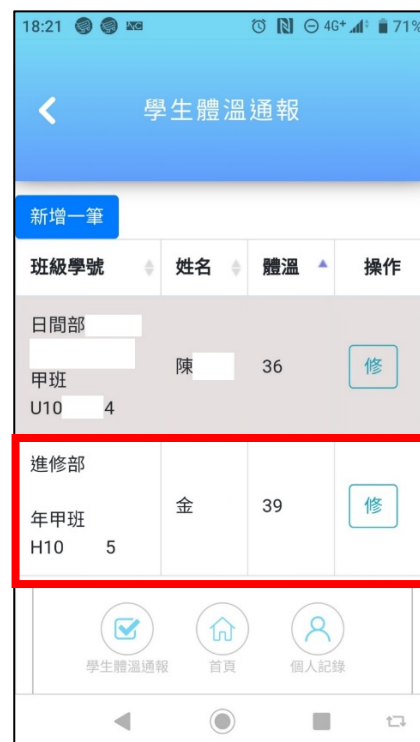 18:21 4G+ 71%
學生體溫通報
新增一筆
班級學號 姓名 體溫 操作
日間部
甲班
U10 4
陳 36 修
進修部
年甲班
H10 5
金 39 修
學生體溫通報 首頁 個人記錄